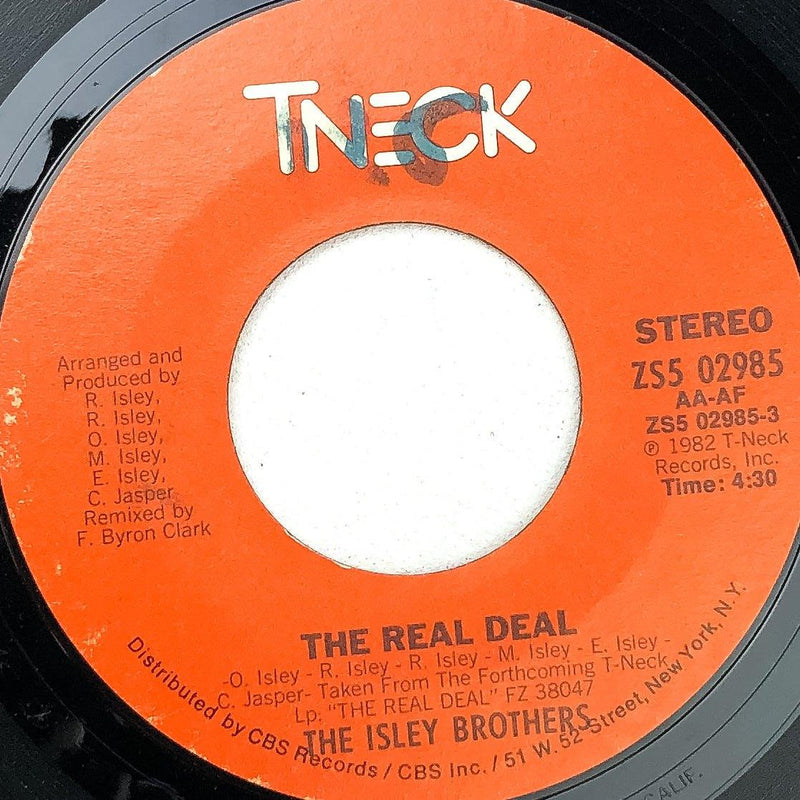 TNECK
Arranged and
Produced by
R. Isley,
R. Isley,
O. Isley,
M. Isley,
E. Isley,
C. Jasper
Remixed by
F. Byron Clark
STEREO
ZS5 02985
AA-AF
ZS5 02985-3
℗ 1982 T-Neck
Records, Inc.
Time: 4:30
THE REAL DEAL
-O. Isley - R. Isley - R. Isley - M. Isley - E. Isley -
C. Jasper- Taken From The Forthcoming T-Neck
Lp: "THE REAL DEAL" FZ 38047
THE ISLEY BROTHERS
Distributed by CBS Records / CBS Inc. / 51 W. 52 Street, New York, N.Y.
CALIF.